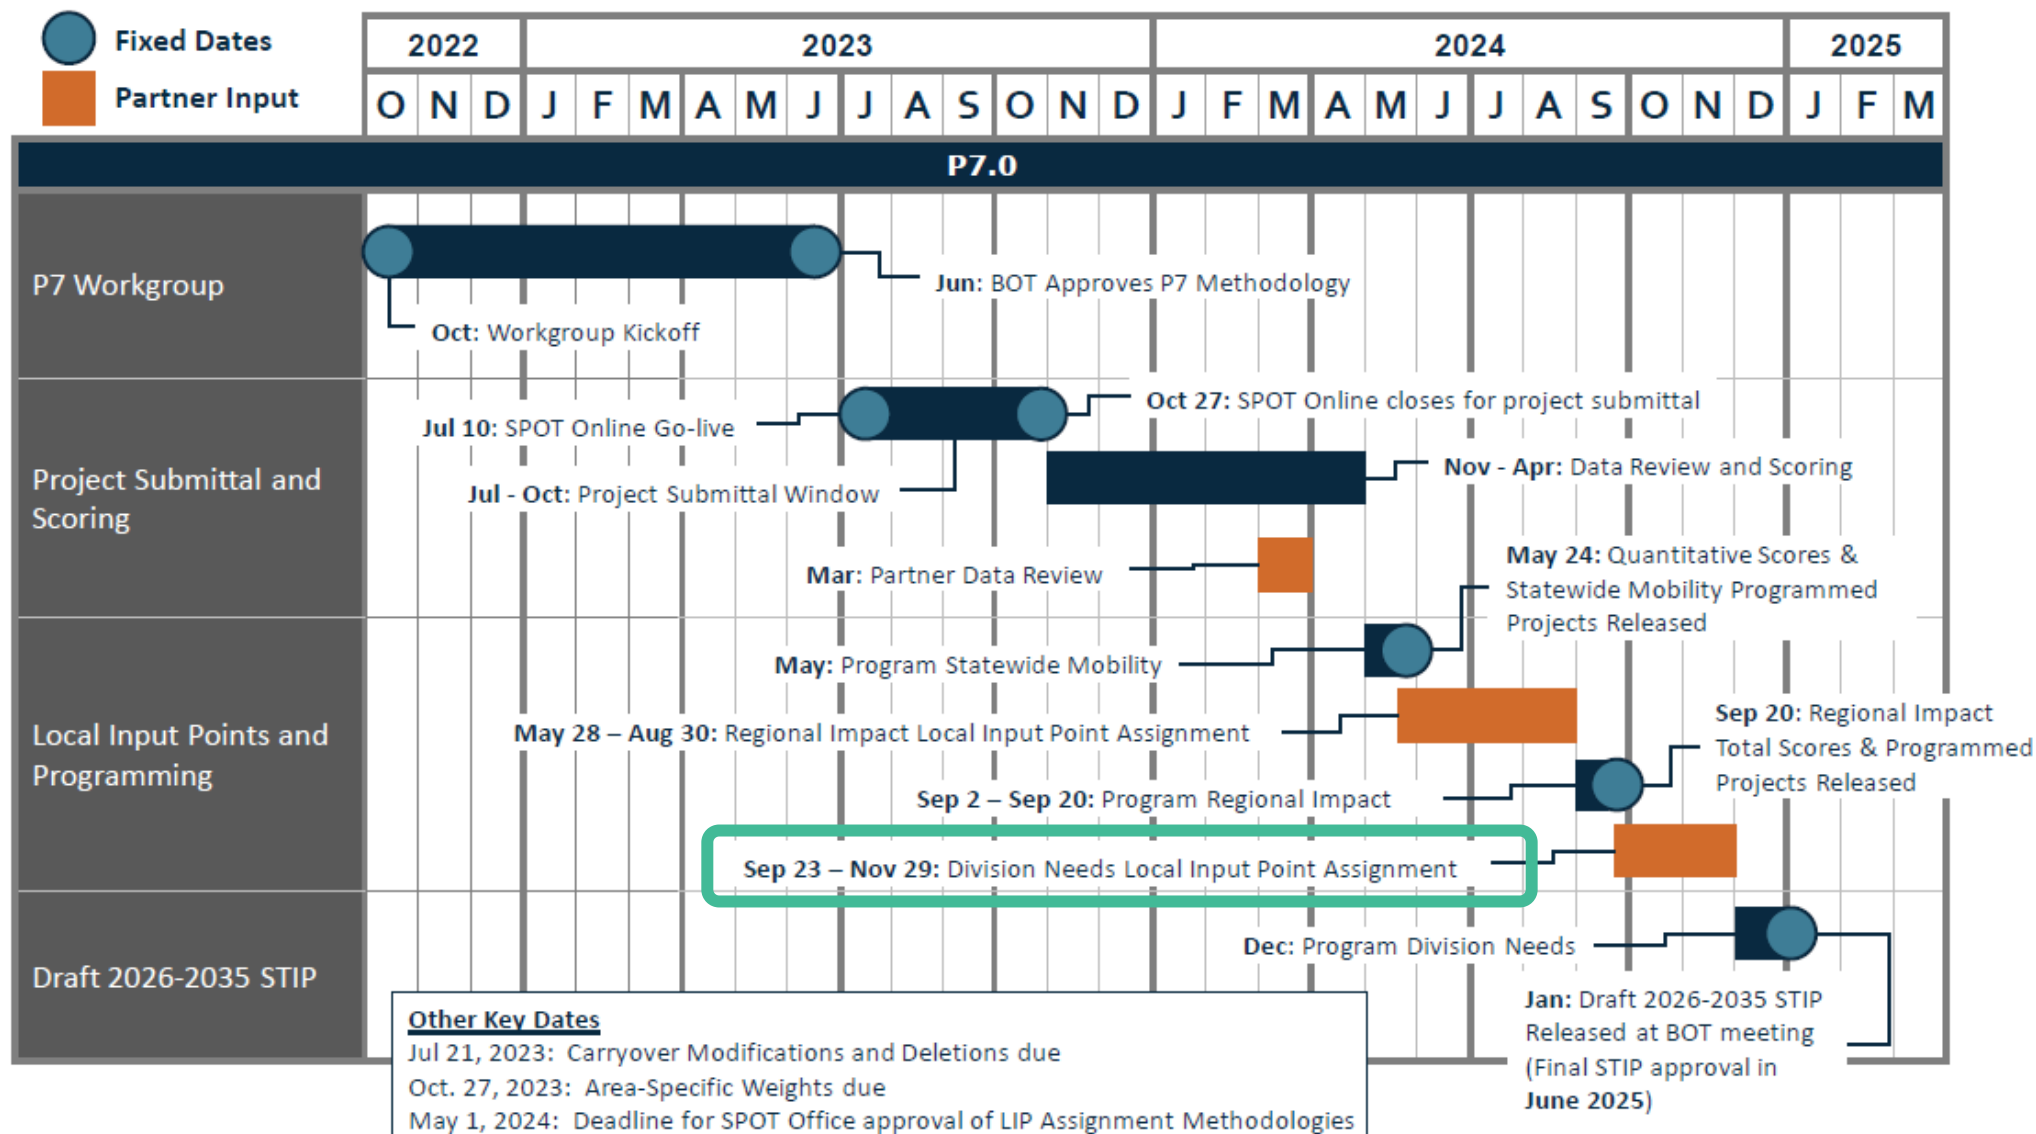 Fixed Dates
Partner Input
2022 2023 2024 2025
O N D J F M A M J J A S O N D J F M A M J J A S O N D J F M
P7.0
P7 Workgroup
Jun: BOT Approves P7 Methodology
Oct: Workgroup Kickoff
Project Submittal and
Scoring
Oct 27: SPOT Online closes for project submittal
Jul 10: SPOT Online Go-live
Nov - Apr: Data Review and Scoring
Jul - Oct: Project Submittal Window
Mar: Partner Data Review
Local Input Points and
Programming
May 24: Quantitative Scores &
Statewide Mobility Programmed
Projects Released
May: Program Statewide Mobility
May 28 – Aug 30: Regional Impact Local Input Point Assignment
Sep 20: Regional Impact
Total Scores & Programmed
Projects Released
Sep 2 – Sep 20: Program Regional Impact
Sep 23 – Nov 29: Division Needs Local Input Point Assignment
Draft 2026-2035 STIP
Dec: Program Division Needs
Jan: Draft 2026-2035 STIP
Released at BOT meeting
(Final STIP approval in
June 2025)
Other Key Dates
Jul 21, 2023: Carryover Modifications and Deletions due
Oct. 27, 2023: Area-Specific Weights due
May 1, 2024: Deadline for SPOT Office approval of LIP Assignment Methodologies